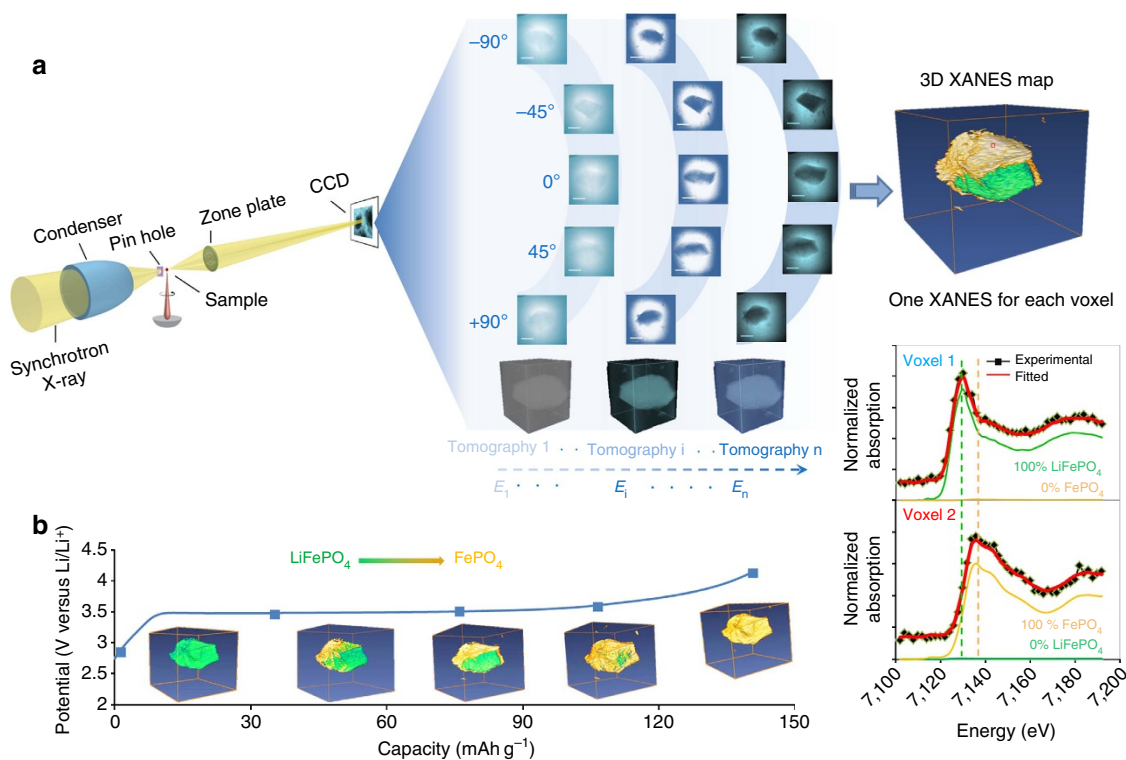 a
Condenser
Pin hole
Zone plate
CCD
Sample
Synchrotron
X-ray
–90°
–45°
0°
45°
+90°
Tomography 1 · · Tomography i · · Tomography n
E₁ · · · Eᵢ · · · · Eₙ
3D XANES map
One XANES for each voxel
Voxel 1
Experimental
Fitted
Normalized
absorption
100% LiFePO₄
0% FePO₄
Voxel 2
Normalized
absorption
100 % FePO₄
0% LiFePO₄
7,100
7,120
7,140
7,160
7,180
7,200
Energy (eV)
b
Potential (V versus Li/Li⁺)
4.5
4
3.5
3
2.5
2
LiFePO₄
FePO₄
0
30
60
90
120
150
Capacity (mAh g⁻¹)